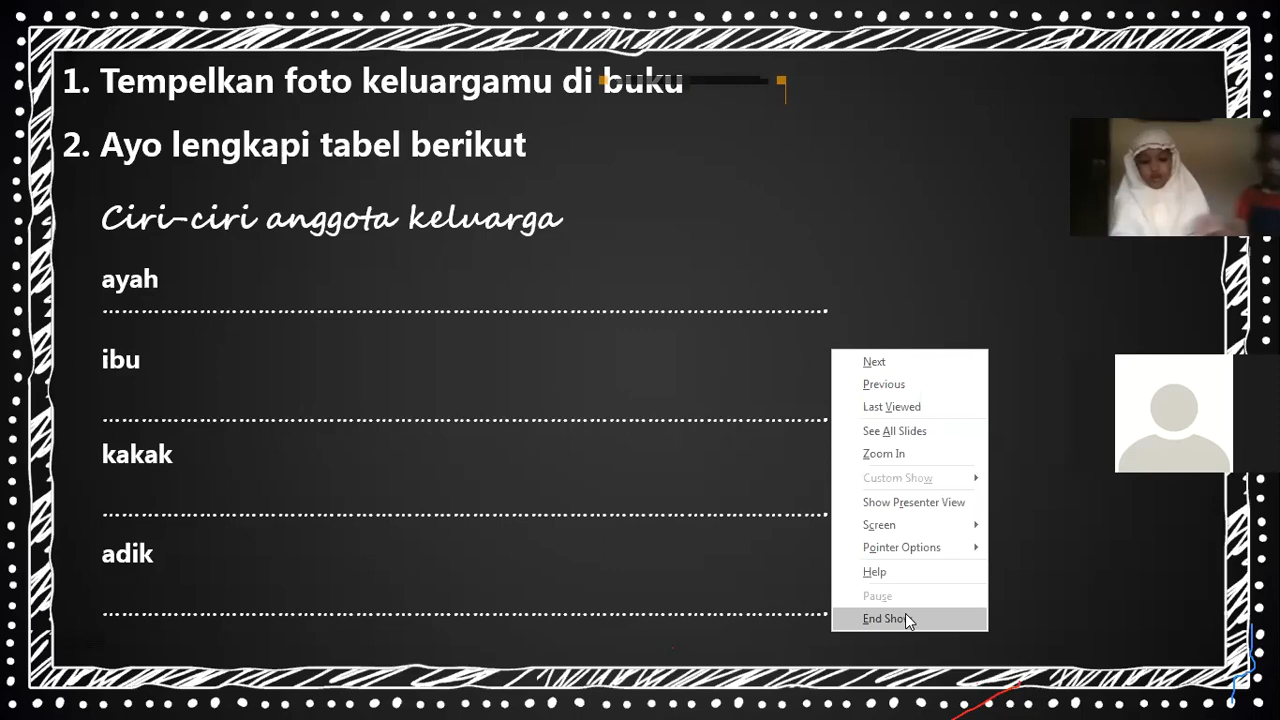 1. Tempelkan foto keluargamu di buku
2. Ayo lengkapi tabel berikut
Ciri-ciri anggota keluarga
ayah
ibu
kakak
adik
Next
Previous
Last Viewed
See All Slides
Zoom In
Custom Show
Show Presenter View
Screen
Pointer Options
Help
Pause
End Show